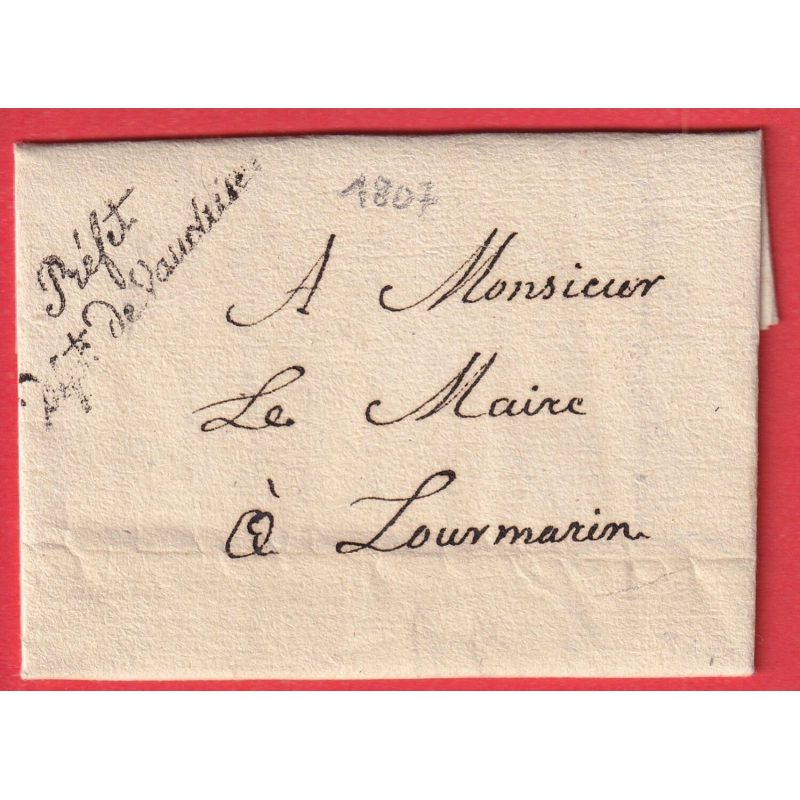 1807
Préfet
Dépt. de Vaucluse
A Monsieur
Le Maire
à Lourmarin